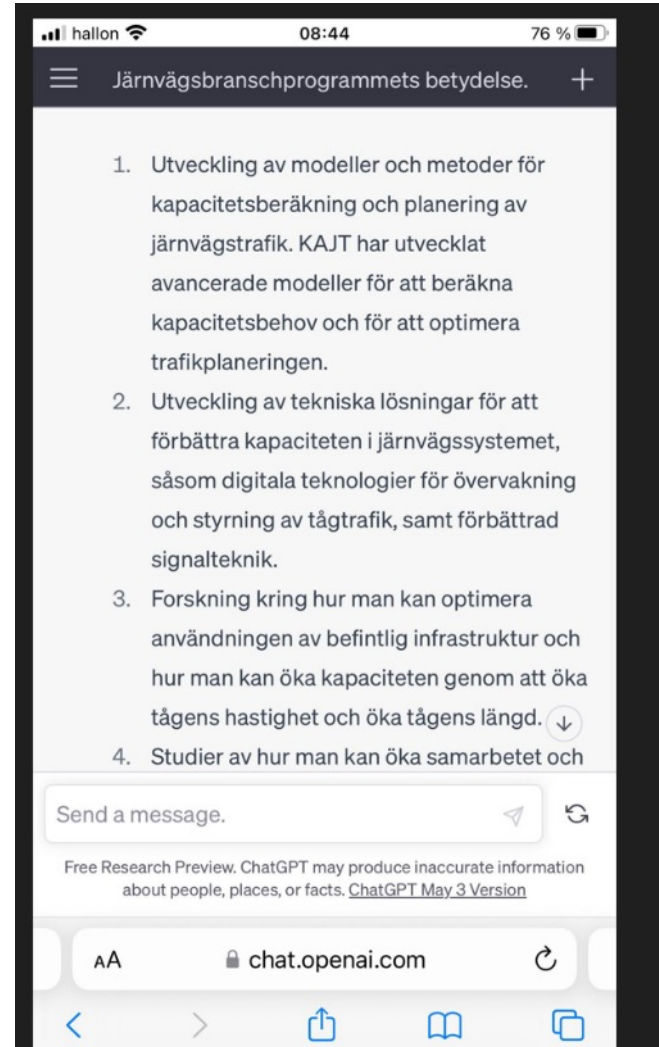 hallon 08:44 76 %
Järnvägsbranschprogrammets betydelse. +
1. Utveckling av modeller och metoder för
kapacitetsberäkning och planering av
järnvägstrafik. KAJT har utvecklat
avancerade modeller för att beräkna
kapacitetsbehov och för att optimera
trafikplaneringen.
2. Utveckling av tekniska lösningar för att
förbättra kapaciteten i järnvägssystemet,
såsom digitala teknologier för övervakning
och styrning av tågtrafik, samt förbättrad
signalteknik.
3. Forskning kring hur man kan optimera
användningen av befintlig infrastruktur och
hur man kan öka kapaciteten genom att öka
tågens hastighet och öka tågens längd.
4. Studier av hur man kan öka samarbetet och
Send a message.
Free Research Preview. ChatGPT may produce inaccurate information
about people, places, or facts. ChatGPT May 3 Version
AA chat.openai.com